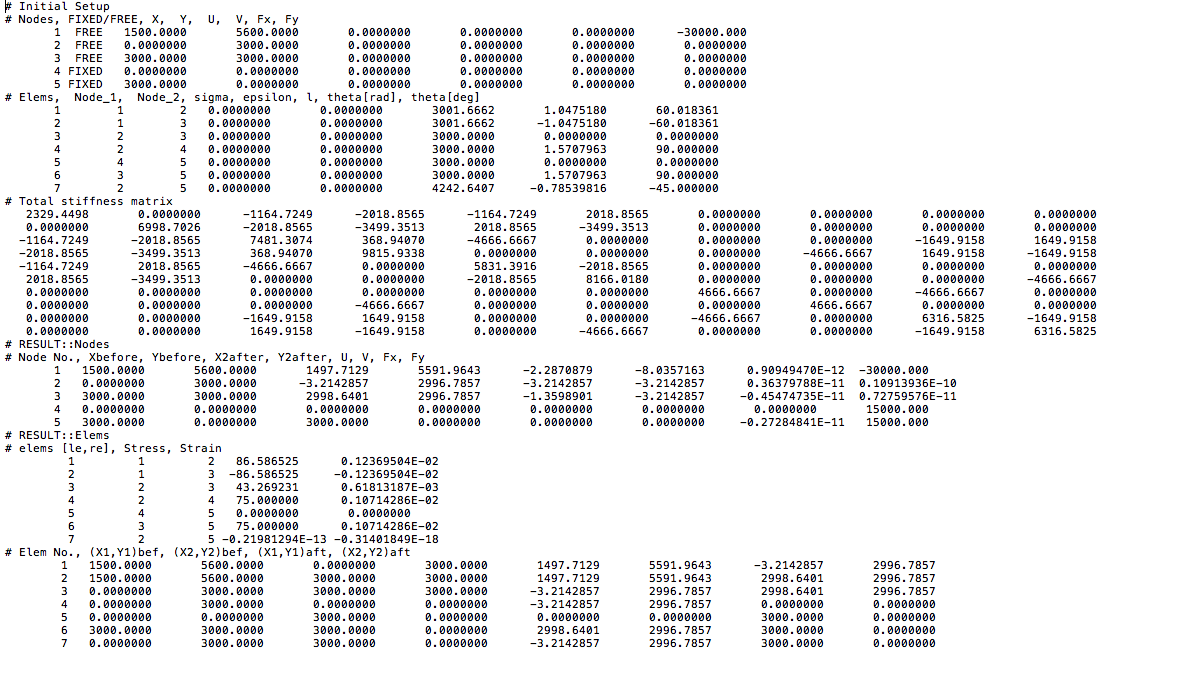 # Initial Setup
# Nodes, FIXED/FREE, X,  Y,  U,  V, Fx, Fy
1  FREE   1500.0000       5600.0000       0.0000000       0.0000000       0.0000000      -30000.000
2  FREE   0.0000000       3000.0000       0.0000000       0.0000000       0.0000000       0.0000000
3  FREE   3000.0000       3000.0000       0.0000000       0.0000000       0.0000000       0.0000000
4 FIXED   0.0000000       0.0000000       0.0000000       0.0000000       0.0000000       0.0000000
5 FIXED   3000.0000       0.0000000       0.0000000       0.0000000       0.0000000       0.0000000
# Elems,  Node_1,  Node_2, sigma, epsilon, l, theta[rad], theta[deg]
1        1        2   0.0000000       0.0000000       3001.6662       1.0475180       60.018361
2        1        3   0.0000000       0.0000000       3001.6662      -1.0475180      -60.018361
3        2        3   0.0000000       0.0000000       3000.0000       0.0000000       0.0000000
4        2        4   0.0000000       0.0000000       3000.0000       1.5707963       90.000000
5        4        5   0.0000000       0.0000000       3000.0000       0.0000000       0.0000000
6        3        5   0.0000000       0.0000000       3000.0000       1.5707963       90.000000
7        2        5   0.0000000       0.0000000       4242.6407     -0.78539816      -45.000000
# Total stiffness matrix
2329.4498       0.0000000      -1164.7249      -2018.8565      -1164.7249       2018.8565       0.0000000       0.0000000       0.0000000       0.0000000
0.0000000       6998.7026      -2018.8565      -3499.3513       2018.8565      -3499.3513       0.0000000       0.0000000       0.0000000       0.0000000
-1164.7249      -2018.8565       7481.3074       368.94070      -4666.6667       0.0000000       0.0000000       0.0000000      -1649.9158       1649.9158
-2018.8565      -3499.3513       368.94070       9815.9338       0.0000000       0.0000000       0.0000000      -4666.6667       1649.9158      -1649.9158
-1164.7249       2018.8565      -4666.6667       0.0000000       5831.3916      -2018.8565       0.0000000       0.0000000       0.0000000       0.0000000
2018.8565      -3499.3513       0.0000000       0.0000000      -2018.8565       8166.0180       0.0000000       0.0000000       0.0000000      -4666.6667
0.0000000       0.0000000       0.0000000       0.0000000       0.0000000       0.0000000       4666.6667       0.0000000      -4666.6667       0.0000000
0.0000000       0.0000000       0.0000000      -4666.6667       0.0000000       0.0000000       0.0000000       4666.6667       0.0000000       0.0000000
0.0000000       0.0000000      -1649.9158       1649.9158       0.0000000       0.0000000      -4666.6667       0.0000000       6316.5825      -1649.9158
0.0000000       0.0000000       1649.9158      -1649.9158       0.0000000      -4666.6667       0.0000000       0.0000000      -1649.9158       6316.5825
# RESULT::Nodes
# Node No., Xbefore, Ybefore, X2after, Y2after, U, V, Fx, Fy
1   1500.0000       5600.0000       1497.7129       5591.9643      -2.2870879      -8.0357163      0.90949470E-12  -30000.000
2   0.0000000       3000.0000      -3.2142857       2996.7857      -3.2142857      -3.2142857      0.36379788E-11  0.10913936E-10
3   3000.0000       3000.0000       2998.6401       2996.7857      -1.3598901      -3.2142857     -0.45474735E-11  0.72759576E-11
4   0.0000000       0.0000000       0.0000000       0.0000000       0.0000000       0.0000000       0.0000000       15000.000
5   3000.0000       0.0000000       3000.0000       0.0000000       0.0000000       0.0000000     -0.27284841E-11   15000.000
# RESULT::Elems
# elems [le,re], Stress, Strain
1         1         2   86.586525      0.12369504E-02
2         1         3  -86.586525     -0.12369504E-02
3         2         3   43.269231      0.61813187E-03
4         2         4   75.000000      0.10714286E-02
5         4         5   0.0000000       0.0000000
6         3         5   75.000000      0.10714286E-02
7         2         5 -0.21981294E-13 -0.31401849E-18
# Elem No., (X1,Y1)bef, (X2,Y2)bef, (X1,Y1)aft, (X2,Y2)aft
1   1500.0000       5600.0000       0.0000000       3000.0000       1497.7129       5591.9643      -3.2142857       2996.7857
2   1500.0000       5600.0000       3000.0000       3000.0000       1497.7129       5591.9643       2998.6401       2996.7857
3   0.0000000       3000.0000       3000.0000       3000.0000      -3.2142857       2996.7857       2998.6401       2996.7857
4   0.0000000       3000.0000       0.0000000       0.0000000      -3.2142857       2996.7857       0.0000000       0.0000000
5   0.0000000       0.0000000       3000.0000       0.0000000       0.0000000       0.0000000       3000.0000       0.0000000
6   3000.0000       3000.0000       3000.0000       0.0000000       2998.6401       2996.7857       3000.0000       0.0000000
7   0.0000000       3000.0000       3000.0000       0.0000000      -3.2142857       2996.7857       3000.0000       0.0000000